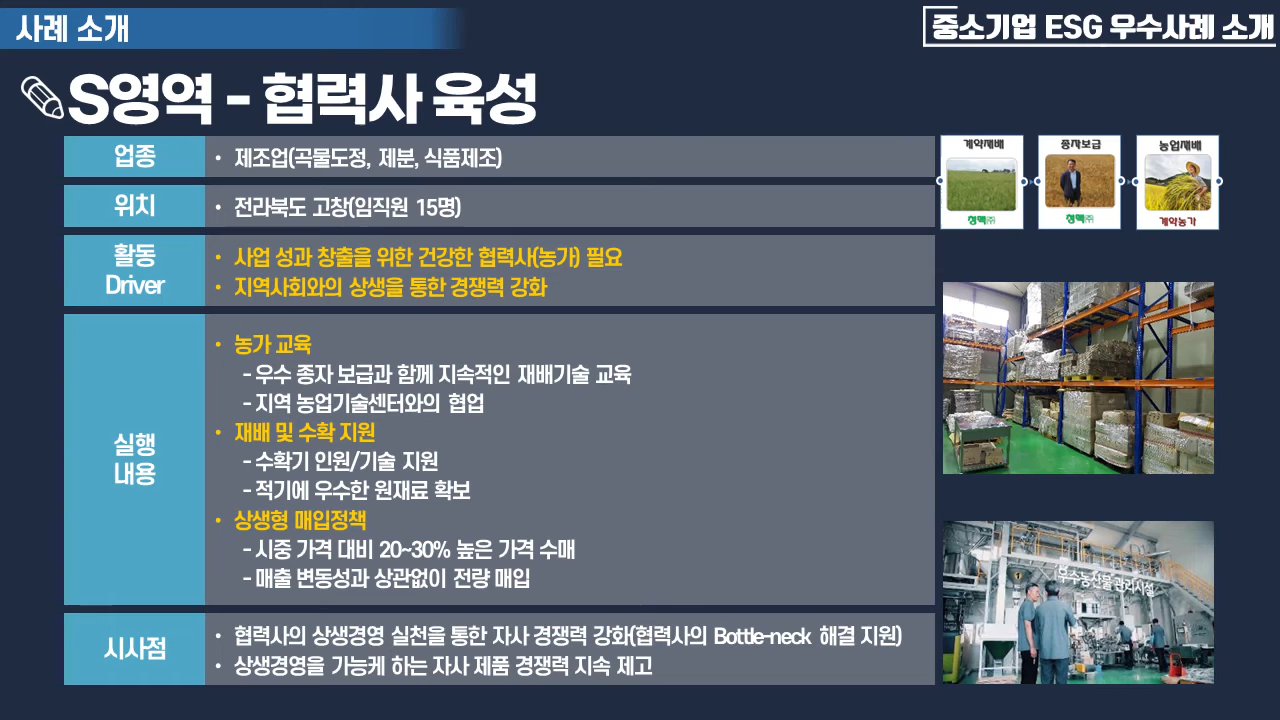 사례 소개
중소기업 ESG 우수사례 소개
S영역 - 협력사 육성
업종
• 제조업(곡물도정, 제분, 식품제조)
위치
• 전라북도 고창(임직원 15명)
활동
Driver
• 사업 성과 창출을 위한 건강한 협력사(농가) 필요
• 지역사회와의 상생을 통한 경쟁력 강화
실행
내용
• 농가 교육
- 우수 종자 보급과 함께 지속적인 재배기술 교육
- 지역 농업기술센터와의 협업
• 재배 및 수확 지원
- 수확기 인원/기술 지원
- 적기에 우수한 원재료 확보
• 상생형 매입정책
- 시중 가격 대비 20~30% 높은 가격 수매
- 매출 변동성과 상관없이 전량 매입
시사점
• 협력사의 상생경영 실천을 통한 자사 경쟁력 강화(협력사의 Bottle-neck 해결 지원)
• 상생경영을 가능케 하는 자사 제품 경쟁력 지속 제고
계약재배
종자보급
농업재배
청맥㈜
청맥㈜
계약농가
우수농산물 관리시설